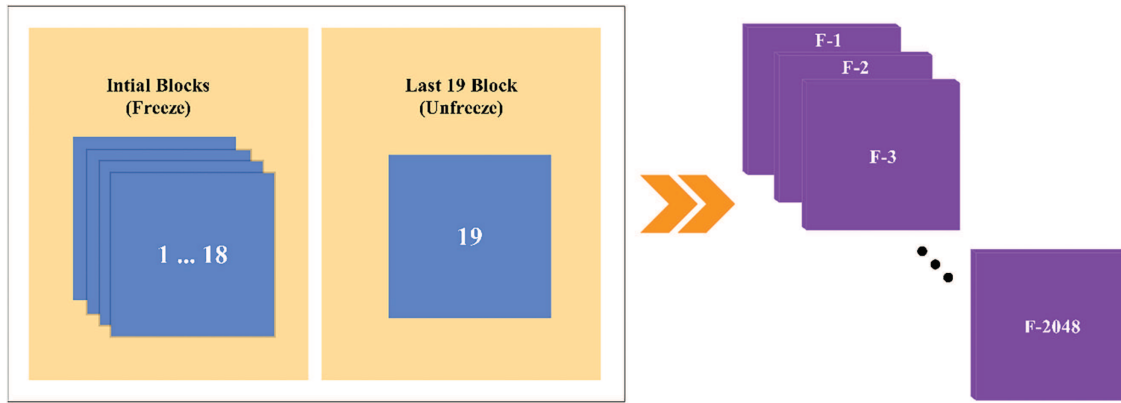 Intial Blocks
(Freeze)
1 ... 18
Last 19 Block
(Unfreeze)
19
F-1
F-2
F-3
F-2048